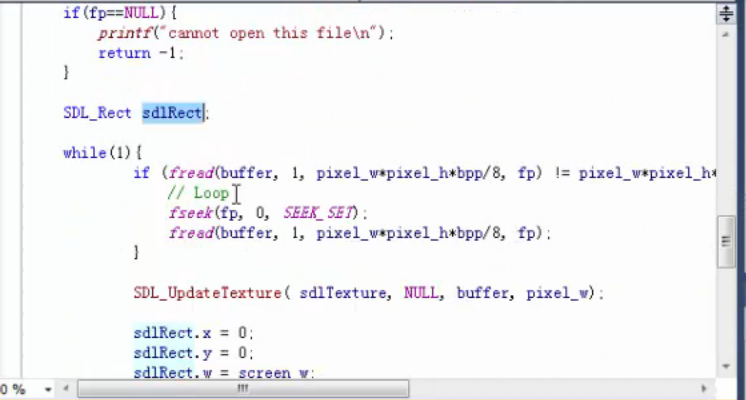 if(fp==NULL){
printf("cannot open this file\n");
return -1;
}
SDL_Rect sdlRect;
while(1){
if (fread(buffer, 1, pixel_w*pixel_h*bpp/8, fp) != pixel_w*pixel_h*
// Loop
fseek(fp, 0, SEEK_SET);
fread(buffer, 1, pixel_w*pixel_h*bpp/8, fp);
}
SDL_UpdateTexture( sdlTexture, NULL, buffer, pixel_w);
sdlRect.x = 0;
sdlRect.y = 0;
sdlRect.w = screen_w;
0 %